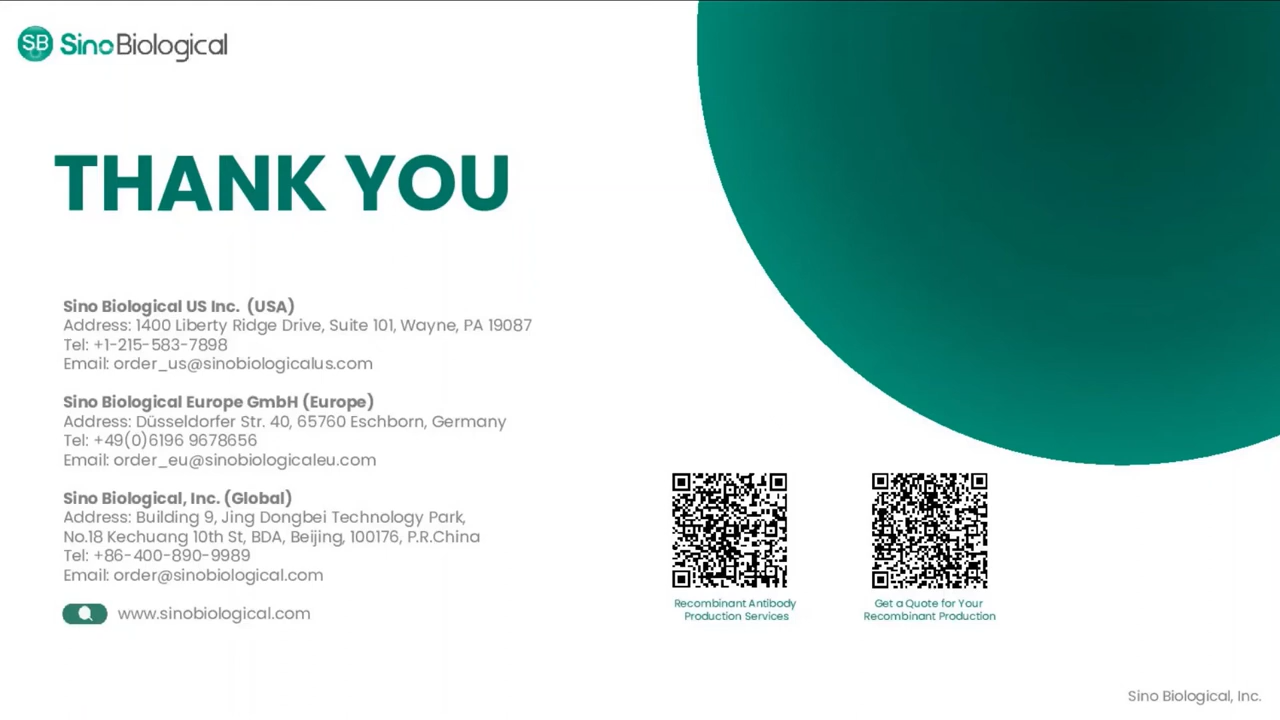 SB SinoBiological
THANK YOU
Sino Biological US Inc. (USA)
Address: 1400 Liberty Ridge Drive, Suite 101, Wayne, PA 19087
Tel: +1-215-583-7898
Email: order_us@sinobiologicalus.com
Sino Biological Europe GmbH (Europe)
Address: Düsseldorfer Str. 40, 65760 Eschborn, Germany
Tel: +49(0)6196 9678656
Email: order_eu@sinobiologicaleu.com
Sino Biological, Inc. (Global)
Address: Building 9, Jing Dongbei Technology Park,
No.18 Kechuang 10th St, BDA, Beijing, 100176, P.R.China
Tel: +86-400-890-9989
Email: order@sinobiological.com
www.sinobiological.com
Recombinant Antibody
Production Services
Get a Quote for Your
Recombinant Production
Sino Biological, Inc.